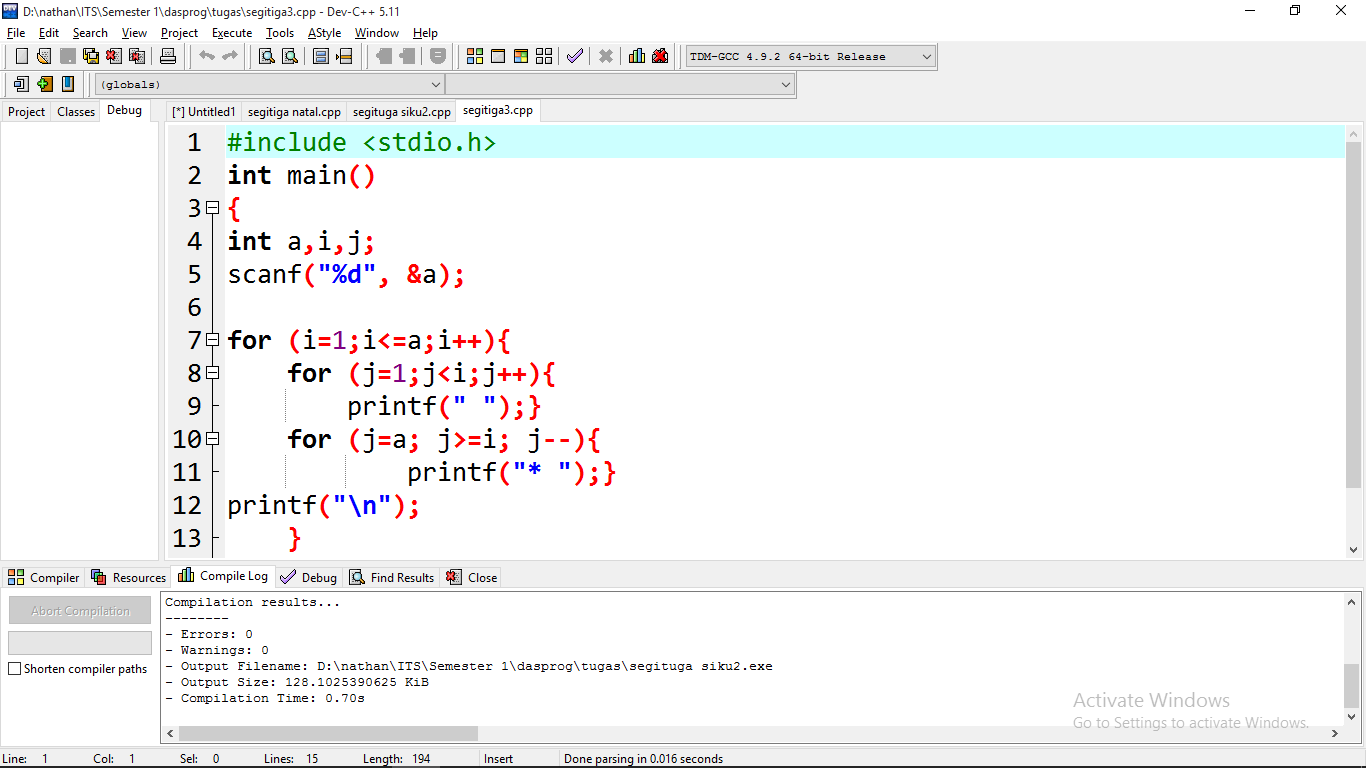 D:\nathan\ITS\Semester 1\dasprog\tugas\segitiga3.cpp - Dev-C++ 5.11
File Edit Search View Project Execute Tools AStyle Window Help
TDM-GCC 4.9.2 64-bit Release
(globals)
Project Classes Debug [*] Untitled1 segitiga natal.cpp segituga siku2.cpp segitiga3.cpp
1 #include <stdio.h>
2 int main()
3 {
4 int a,i,j;
5 scanf("%d", &a);
6
7 for (i=1;i<=a;i++){
8 for (j=1;j<i;j++){
9 printf(" ");}
10 for (j=a; j>=i; j--){
11 printf("* ");}
12 printf("\n");
13 }
Compiler Resources Compile Log Debug Find Results Close
Abort Compilation
Shorten compiler paths
Compilation results...
--------
- Errors: 0
- Warnings: 0
- Output Filename: D:\nathan\ITS\Semester 1\dasprog\tugas\segituga siku2.exe
- Output Size: 128.1025390625 KiB
- Compilation Time: 0.70s
Activate Windows
Go to Settings to activate Windows.
Line: 1 Col: 1 Sel: 0 Lines: 15 Length: 194 Insert Done parsing in 0.016 seconds